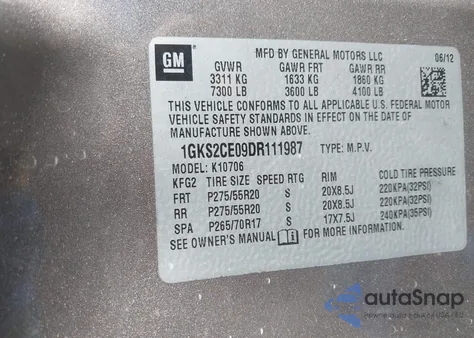 GM
MFD BY GENERAL MOTORS LLC 06/12
GVWR GAWR FRT GAWR RR
3311 KG 1633 KG 1860 KG
7300 LB 3600 LB 4100 LB
THIS VEHICLE CONFORMS TO ALL APPLICABLE U.S. FEDERAL MOTOR
VEHICLE SAFETY STANDARDS IN EFFECT ON THE DATE OF
MANUFACTURE SHOWN ABOVE.
1GKS2CE09DR111987 TYPE: M.P.V.
MODEL: K10706
KFG2 TIRE SIZE SPEED RTG RIM COLD TIRE PRESSURE
FRT P275/55R20 S 20X8.5J 220KPA(32PSI)
RR P275/55R20 S 20X8.5J 220KPA(32PSI)
SPA P265/70R17 S 17X7.5J 240KPA(35PSI)
SEE OWNER'S MANUAL FOR MORE INFORMATION.
autoSnap